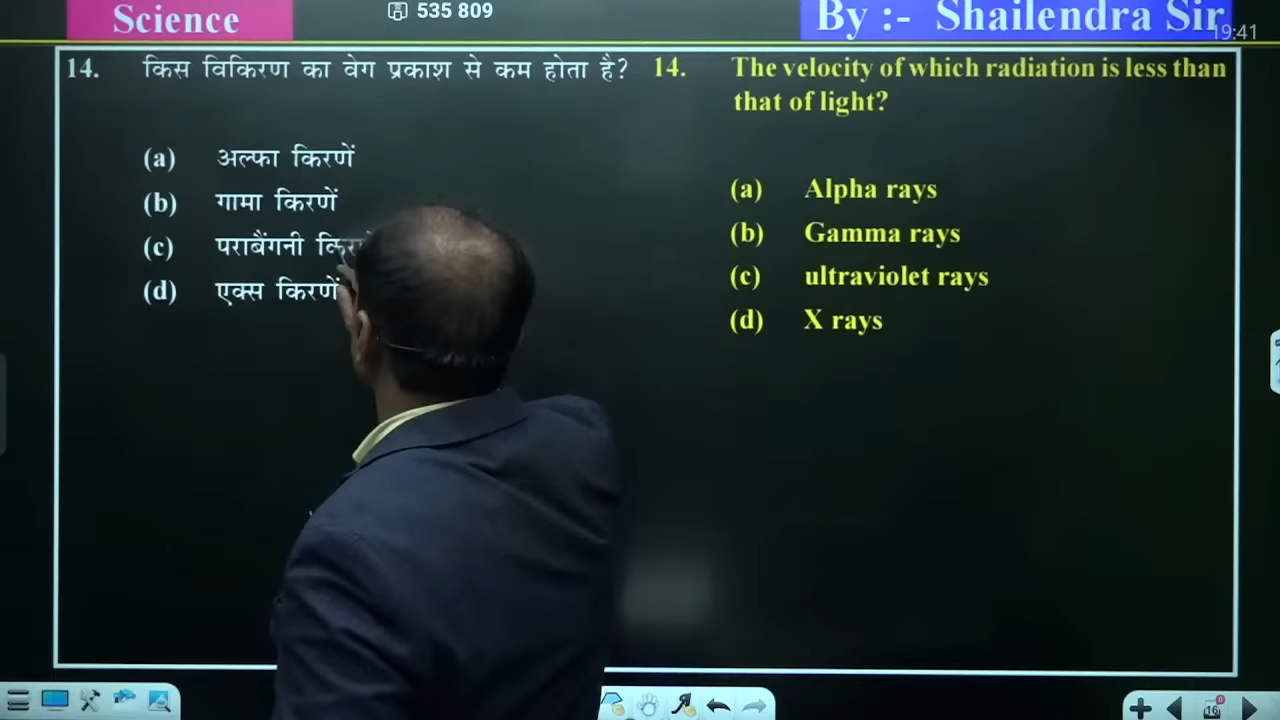 Science
535 809
By :- Shailendra Sir
19:41
14. किस विकिरण का वेग प्रकाश से कम होता है?
(a) अल्फा किरणें
(b) गामा किरणें
(c) पराबैंगनी
(d) एक्स किरणें
14. The velocity of which radiation is less than
that of light?
(a) Alpha rays
(b) Gamma rays
(c) ultraviolet rays
(d) X rays
16